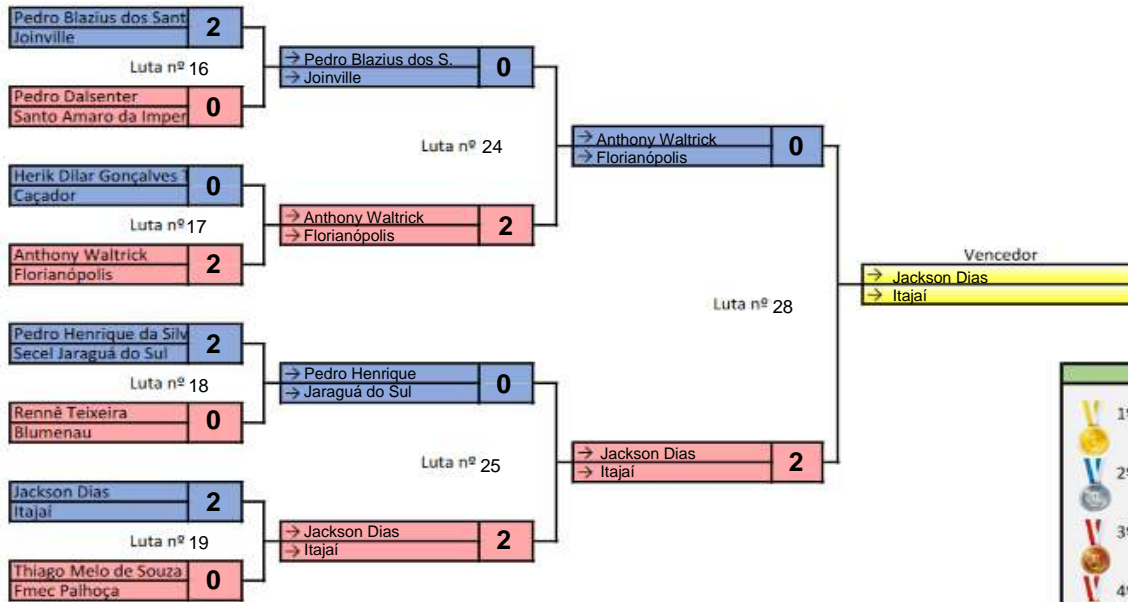 Pedro Blazius dos Sant
2
Joinville
Luta nº 16
Pedro Dalsenter
0
Santo Amaro da Imper
→ Pedro Blazius dos S.
0
→ Joinville
Luta nº 24
Herik Dilar Gonçalves T
0
Caçador
Luta nº 17
Anthony Waltrick
2
Florianópolis
→ Anthony Waltrick
2
→ Florianópolis
→ Anthony Waltrick
0
→ Florianópolis
Luta nº 28
Vencedor
→ Jackson Dias
→ Itajaí
Pedro Henrique da Silv
2
Secel Jaraguá do Sul
Luta nº 18
Rennê Teixeira
0
Blumenau
→ Pedro Henrique
0
→ Jaraguá do Sul
Luta nº 25
Jackson Dias
2
Itajaí
Luta nº 19
Thiago Melo de Souza
0
Fmec Palhoça
→ Jackson Dias
2
→ Itajaí
→ Jackson Dias
2
→ Itajaí
1º
2º
3º
4º